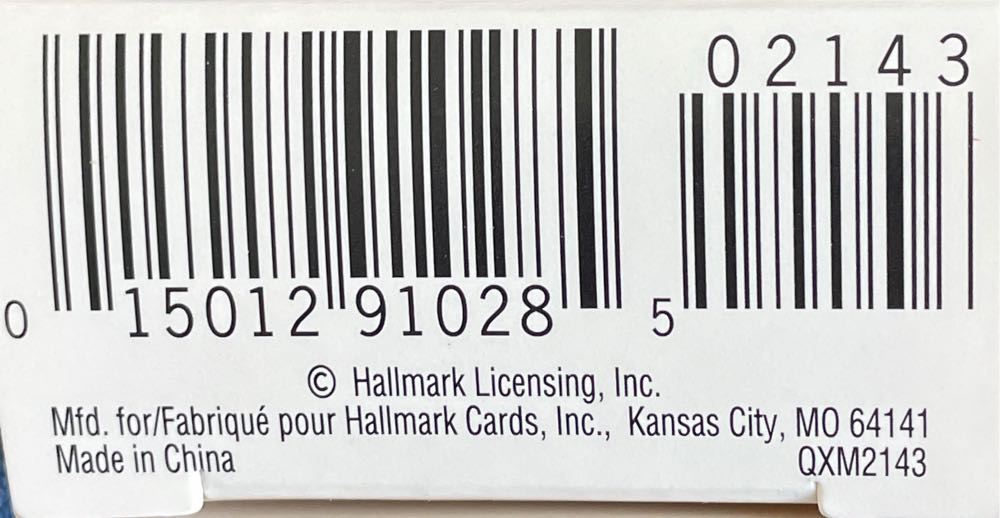 02143
0 15012 91028 5
© Hallmark Licensing, Inc.
Mfd. for/Fabriqué pour Hallmark Cards, Inc., Kansas City, MO 64141
Made in China QXM2143